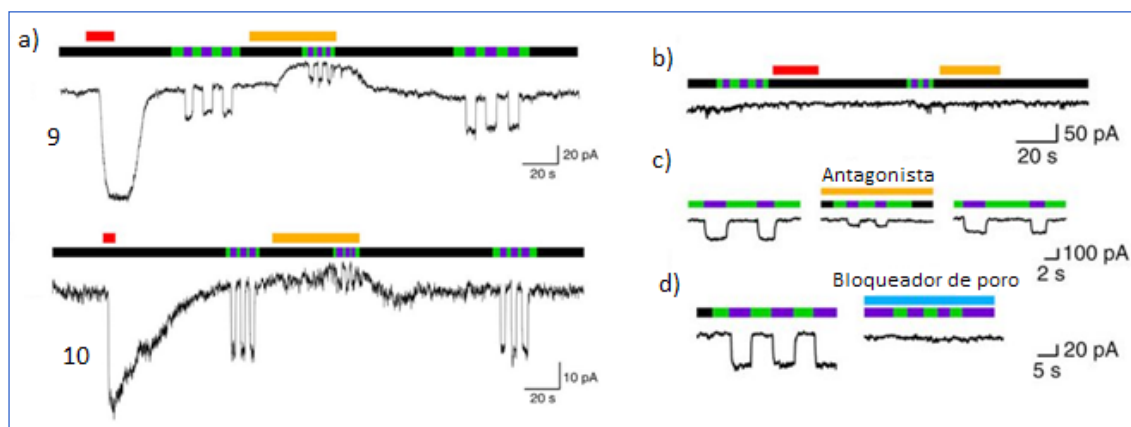 a)
9
20 pA
20 s
10
10 pA
20 s
b)
50 pA
20 s
c)
Antagonista
100 pA
2 s
d)
Bloqueador de poro
20 pA
5 s